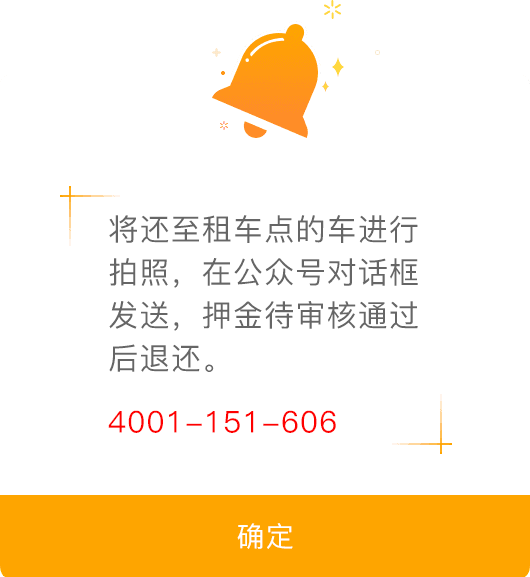 将还至租车点的车进行
拍照，在公众号对话框
发送，押金待审核通过
后退还。
4001-151-606
确定